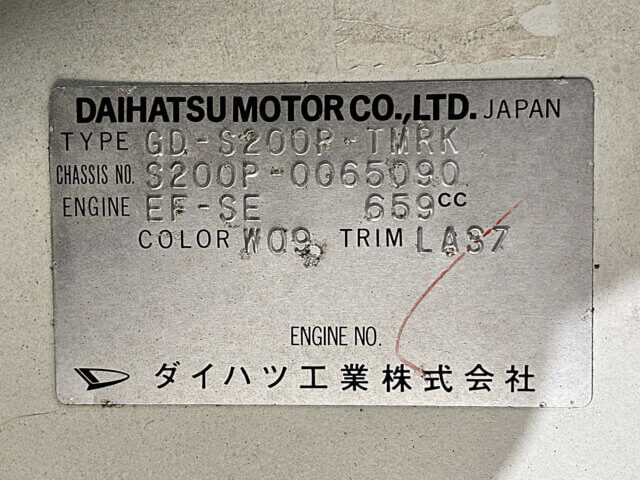 DAIHATSU MOTOR CO.,LTD. JAPAN
TYPE GD-S200P-TMRK
CHASSIS NO. S200P-0065090
ENGINE EF-SE 659cc
COLOR W09 TRIM LA37
ENGINE NO.
ダイハツ工業株式会社